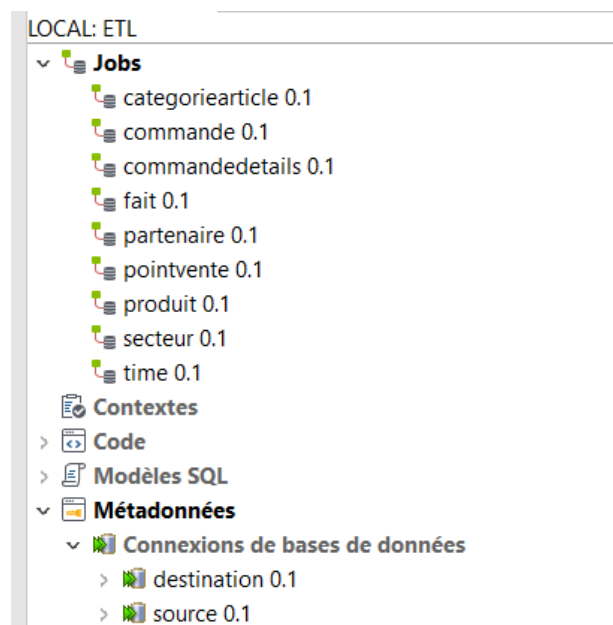 LOCAL: ETL
Jobs
categoriearticle 0.1
commande 0.1
commandedetails 0.1
fait 0.1
partenaire 0.1
pointvente 0.1
produit 0.1
secteur 0.1
time 0.1
Contextes
Code
Modèles SQL
Métadonnées
Connexions de bases de données
destination 0.1
source 0.1